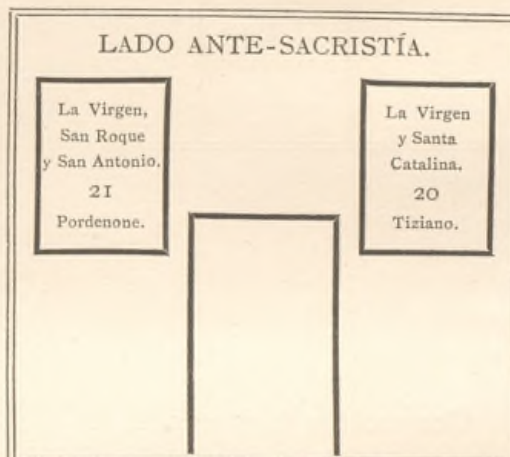 LADO ANTE-SACRISTÍA.
La Virgen,
San Roque
y San Antonio.
21
Pordenone.
La Virgen
y Santa
Catalina.
20
Tiziano.